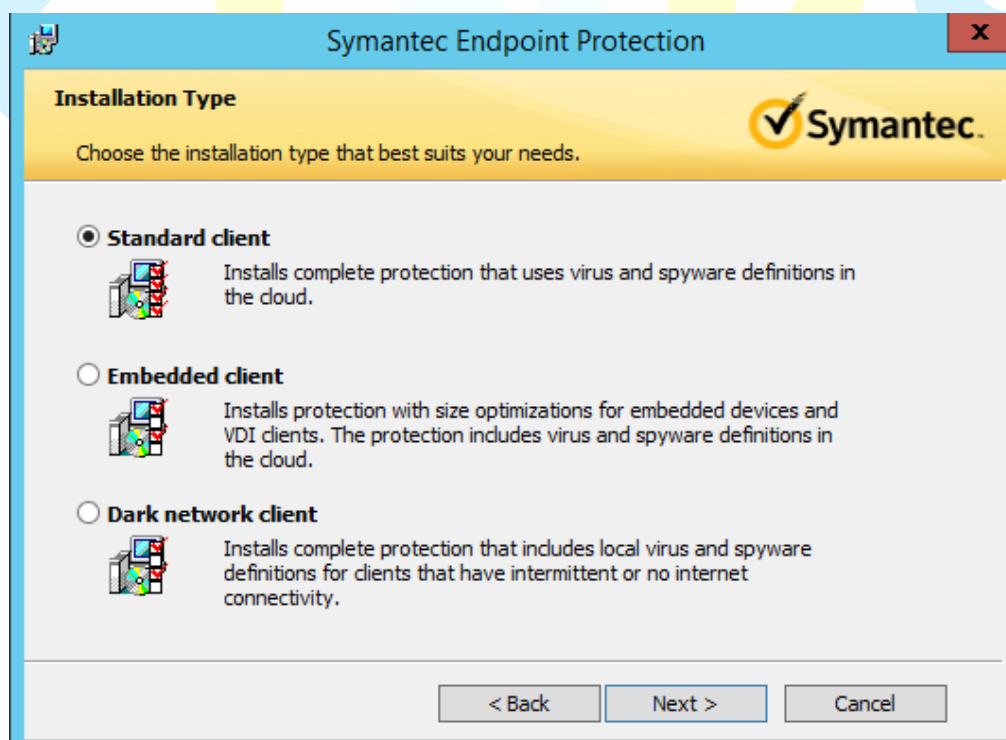 Symantec Endpoint Protection
x
Installation Type
Symantec.
Choose the installation type that best suits your needs.
Standard client
Installs complete protection that uses virus and spyware definitions in
the cloud.
Embedded client
Installs protection with size optimizations for embedded devices and
VDI clients. The protection includes virus and spyware definitions in
the cloud.
Dark network client
Installs complete protection that includes local virus and spyware
definitions for clients that have intermittent or no internet
connectivity.
< Back
Next >
Cancel